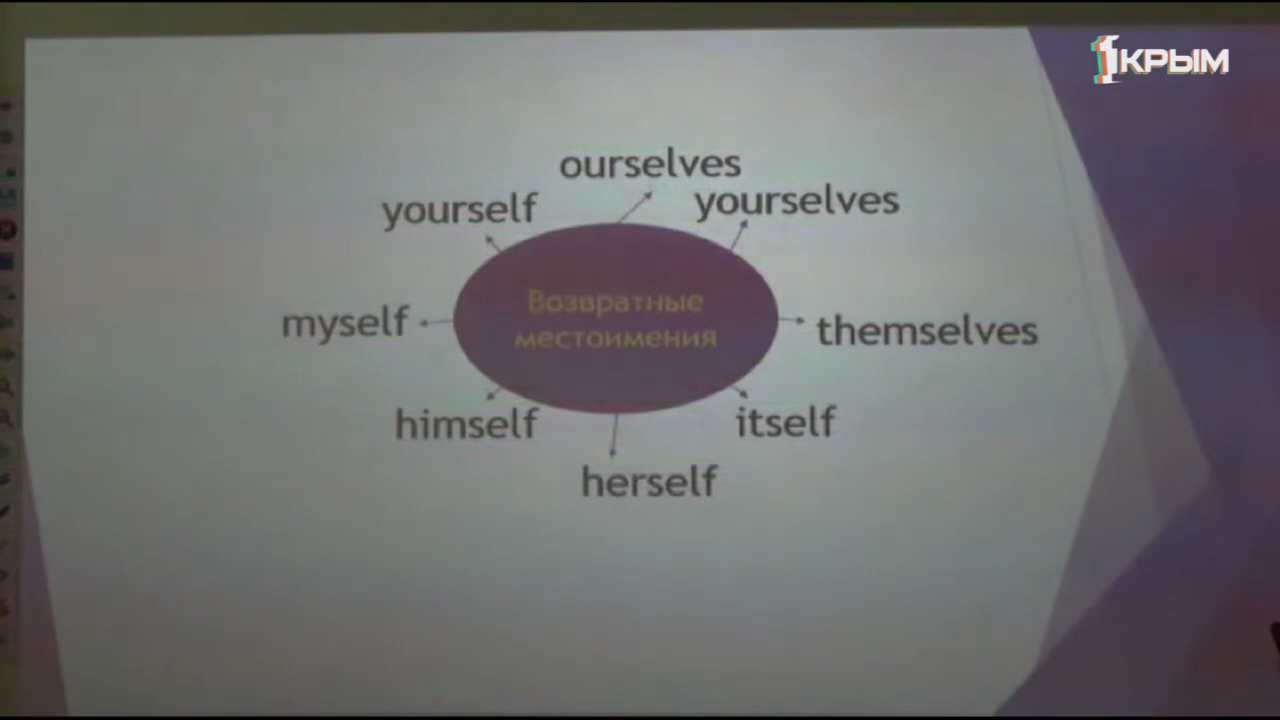 1КРЫМ
ourselves
yourself
yourselves
Возвратные
местоимения
myself
themselves
himself
itself
herself